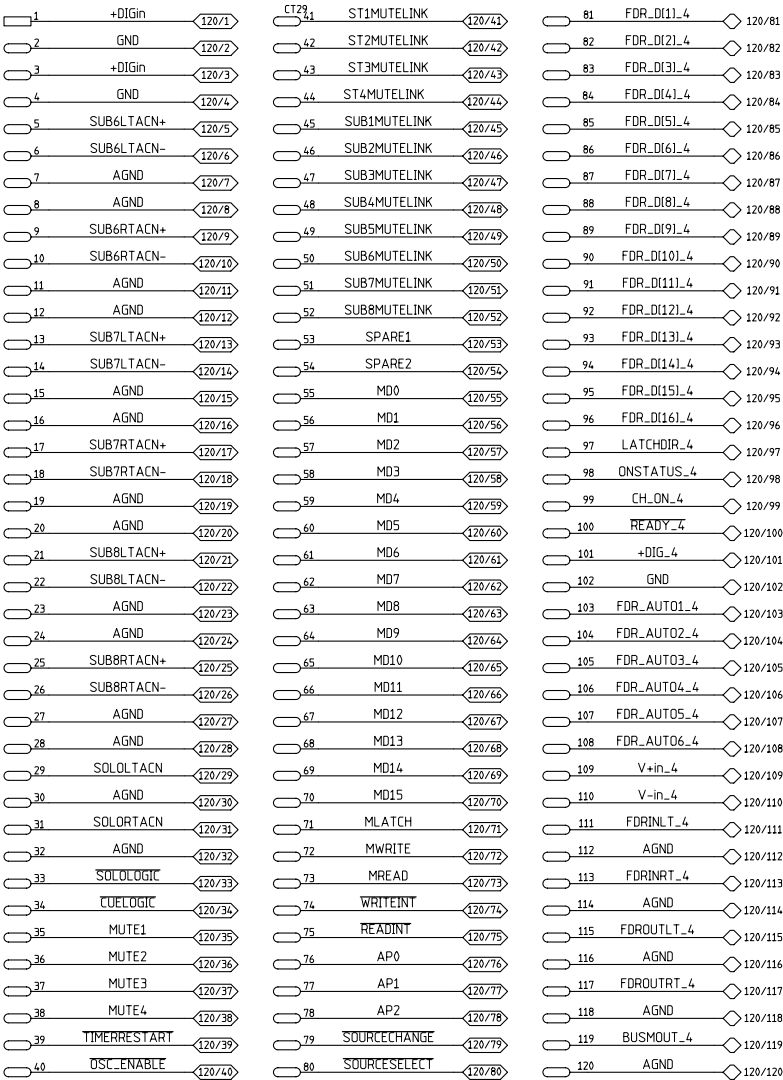 1 +DIGin 120/1
2 GND 120/2
3 +DIGin 120/3
4 GND 120/4
5 SUB6LTACN+ 120/5
6 SUB6LTACN- 120/6
7 AGND 120/7
8 AGND 120/8
9 SUB6RTACN+ 120/9
10 SUB6RTACN- 120/10
11 AGND 120/11
12 AGND 120/12
13 SUB7LTACN+ 120/13
14 SUB7LTACN- 120/14
15 AGND 120/15
16 AGND 120/16
17 SUB7RTACN+ 120/17
18 SUB7RTACN- 120/18
19 AGND 120/19
20 AGND 120/20
21 SUB8LTACN+ 120/21
22 SUB8LTACN- 120/22
23 AGND 120/23
24 AGND 120/24
25 SUB8RTACN+ 120/25
26 SUB8RTACN- 120/26
27 AGND 120/27
28 AGND 120/28
29 SOLOLTACN 120/29
30 AGND 120/30
31 SOLORTACN 120/31
32 AGND 120/32
33 SOLOLOGIC 120/33
34 CUELOGIC 120/34
35 MUTE1 120/35
36 MUTE2 120/36
37 MUTE3 120/37
38 MUTE4 120/38
39 TIMERRESTART 120/39
40 OSC_ENABLE 120/40
CT29
41 ST1MUTELINK 120/41
42 ST2MUTELINK 120/42
43 ST3MUTELINK 120/43
44 ST4MUTELINK 120/44
45 SUB1MUTELINK 120/45
46 SUB2MUTELINK 120/46
47 SUB3MUTELINK 120/47
48 SUB4MUTELINK 120/48
49 SUB5MUTELINK 120/49
50 SUB6MUTELINK 120/50
51 SUB7MUTELINK 120/51
52 SUB8MUTELINK 120/52
53 SPARE1 120/53
54 SPARE2 120/54
55 MD0 120/55
56 MD1 120/56
57 MD2 120/57
58 MD3 120/58
59 MD4 120/59
60 MD5 120/60
61 MD6 120/61
62 MD7 120/62
63 MD8 120/63
64 MD9 120/64
65 MD10 120/65
66 MD11 120/66
67 MD12 120/67
68 MD13 120/68
69 MD14 120/69
70 MD15 120/70
71 MLATCH 120/71
72 MWRITE 120/72
73 MREAD 120/73
74 WRITEINT 120/74
75 READINT 120/75
76 AP0 120/76
77 AP1 120/77
78 AP2 120/78
79 SOURCECHANGE 120/79
80 SOURCESELECT 120/80
81 FDR_D[1]_4 120/81
82 FDR_D[2]_4 120/82
83 FDR_D[3]_4 120/83
84 FDR_D[4]_4 120/84
85 FDR_D[5]_4 120/85
86 FDR_D[6]_4 120/86
87 FDR_D[7]_4 120/87
88 FDR_D[8]_4 120/88
89 FDR_D[9]_4 120/89
90 FDR_D[10]_4 120/90
91 FDR_D[11]_4 120/91
92 FDR_D[12]_4 120/92
93 FDR_D[13]_4 120/93
94 FDR_D[14]_4 120/94
95 FDR_D[15]_4 120/95
96 FDR_D[16]_4 120/96
97 LATCHDIR_4 120/97
98 ONSTATUS_4 120/98
99 CH_ON_4 120/99
100 READY_4 120/100
101 +DIG_4 120/101
102 GND 120/102
103 FDR_AUTO1_4 120/103
104 FDR_AUTO2_4 120/104
105 FDR_AUTO3_4 120/105
106 FDR_AUTO4_4 120/106
107 FDR_AUTO5_4 120/107
108 FDR_AUTO6_4 120/108
109 V+in_4 120/109
110 V-in_4 120/110
111 FDRINLT_4 120/111
112 AGND 120/112
113 FDRINRT_4 120/113
114 AGND 120/114
115 FDROUTLT_4 120/115
116 AGND 120/116
117 FDROUTRT_4 120/117
118 AGND 120/118
119 BUSMOUT_4 120/119
120 AGND 120/120